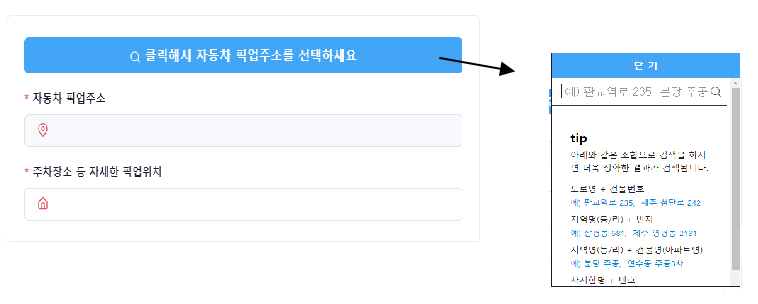 클릭해서 자동차 픽업주소를 선택하세요
* 자동차 픽업주소
* 주차장소 등 자세한 픽업위치
닫 기
예) 판교역로 235, 분당 주공
tip
아래와 같은 조합으로 검색을 하시
면 더욱 정확한 결과가 검색됩니다.
도로명 + 건물번호
예) 판교역로 235, 제주 첨단로 242
지역명(동/리) + 번지
예) 삼평동 681, 제주 영평동 2181
지역명(동/리) + 건물명(아파트명)
예) 분당 주공, 연수동 주공3차
사서함명 + 번호